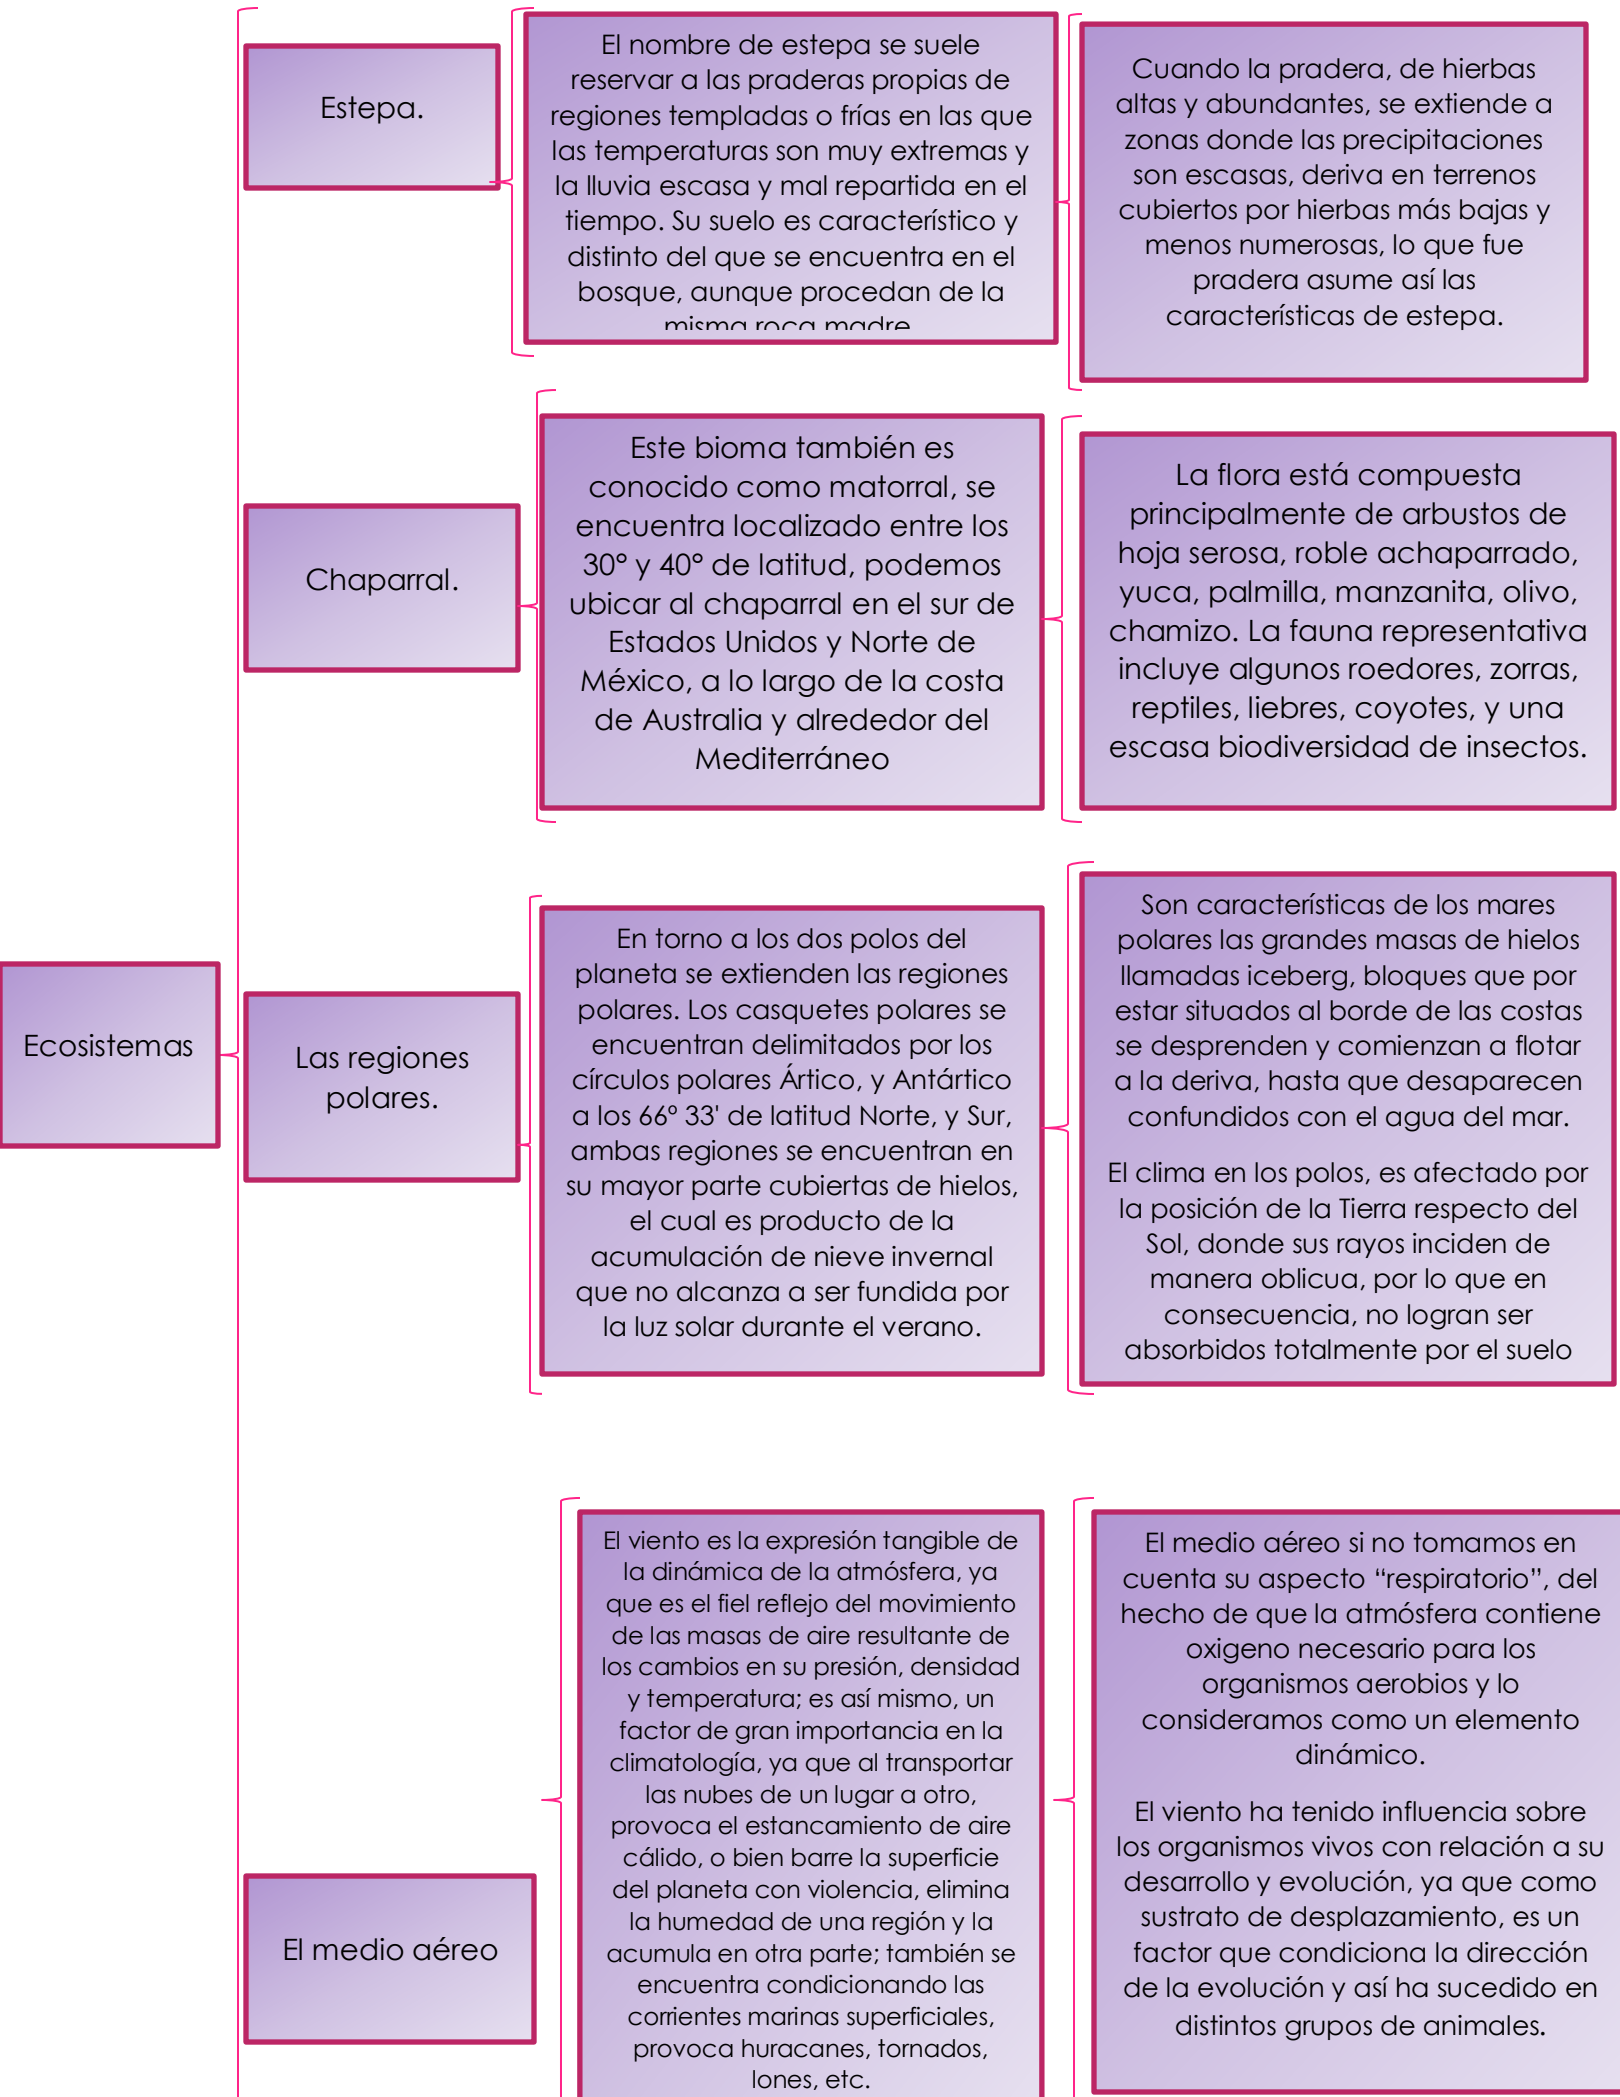 Ecosistemas
Estepa.
El nombre de estepa se suele
reservar a las praderas propias de
regiones templadas o frías en las que
las temperaturas son muy extremas y
la lluvia escasa y mal repartida en el
tiempo. Su suelo es característico y
distinto del que se encuentra en el
bosque, aunque procedan de la
misma roca madre
Cuando la pradera, de hierbas
altas y abundantes, se extiende a
zonas donde las precipitaciones
son escasas, deriva en terrenos
cubiertos por hierbas más bajas y
menos numerosas, lo que fue
pradera asume así las
características de estepa.
Chaparral.
Este bioma también es
conocido como matorral, se
encuentra localizado entre los
30° y 40° de latitud, podemos
ubicar al chaparral en el sur de
Estados Unidos y Norte de
México, a lo largo de la costa
de Australia y alrededor del
Mediterráneo
La flora está compuesta
principalmente de arbustos de
hoja serosa, roble achaparrado,
yuca, palmilla, manzanita, olivo,
chamizo. La fauna representativa
incluye algunos roedores, zorras,
reptiles, liebres, coyotes, y una
escasa biodiversidad de insectos.
Las regiones
polares.
En torno a los dos polos del
planeta se extienden las regiones
polares. Los casquetes polares se
encuentran delimitados por los
círculos polares Ártico, y Antártico
a los 66º 33' de latitud Norte, y Sur,
ambas regiones se encuentran en
su mayor parte cubiertas de hielos,
el cual es producto de la
acumulación de nieve invernal
que no alcanza a ser fundida por
la luz solar durante el verano.
Son características de los mares
polares las grandes masas de hielos
llamadas iceberg, bloques que por
estar situados al borde de las costas
se desprenden y comienzan a flotar
a la deriva, hasta que desaparecen
confundidos con el agua del mar.
El clima en los polos, es afectado por
la posición de la Tierra respecto del
Sol, donde sus rayos inciden de
manera oblicua, por lo que en
consecuencia, no logran ser
absorbidos totalmente por el suelo
El medio aéreo
El viento es la expresión tangible de
la dinámica de la atmósfera, ya
que es el fiel reflejo del movimiento
de las masas de aire resultante de
los cambios en su presión, densidad
y temperatura; es así mismo, un
factor de gran importancia en la
climatología, ya que al transportar
las nubes de un lugar a otro,
provoca el estancamiento de aire
cálido, o bien barre la superficie
del planeta con violencia, elimina
la humedad de una región y la
acumula en otra parte; también se
encuentra condicionando las
corrientes marinas superficiales,
provoca huracanes, tornados,
lones, etc.
El medio aéreo si no tomamos en
cuenta su aspecto “respiratorio”, del
hecho de que la atmósfera contiene
oxigeno necesario para los
organismos aerobios y lo
consideramos como un elemento
dinámico.
El viento ha tenido influencia sobre
los organismos vivos con relación a su
desarrollo y evolución, ya que como
sustrato de desplazamiento, es un
factor que condiciona la dirección
de la evolución y así ha sucedido en
distintos grupos de animales.